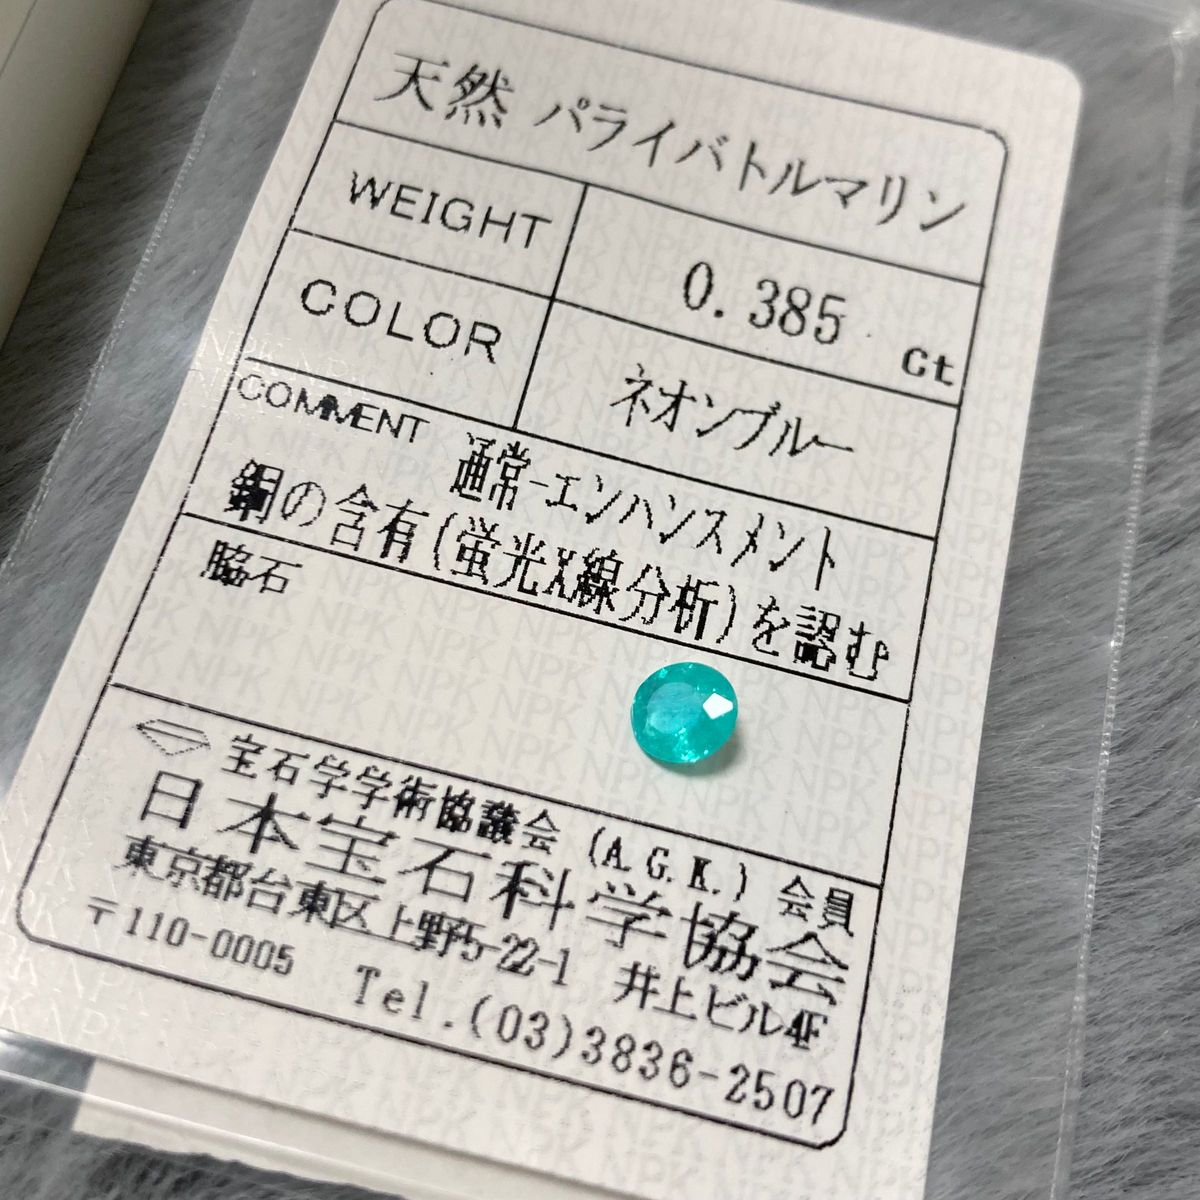 天然 パライバトルマリン
WEIGHT 0.385 ct
COLOR ネオンブルー
COMMENT 通常-エンハンスメント
銅の含有(蛍光X線分析)を認む
脇石
宝石学学術協議会 (A.G.K.) 会員
日本宝石科学協会
東京都台東区上野5-22-1 井上ビル4F
〒110-0005 Tel.(03)3836-2507